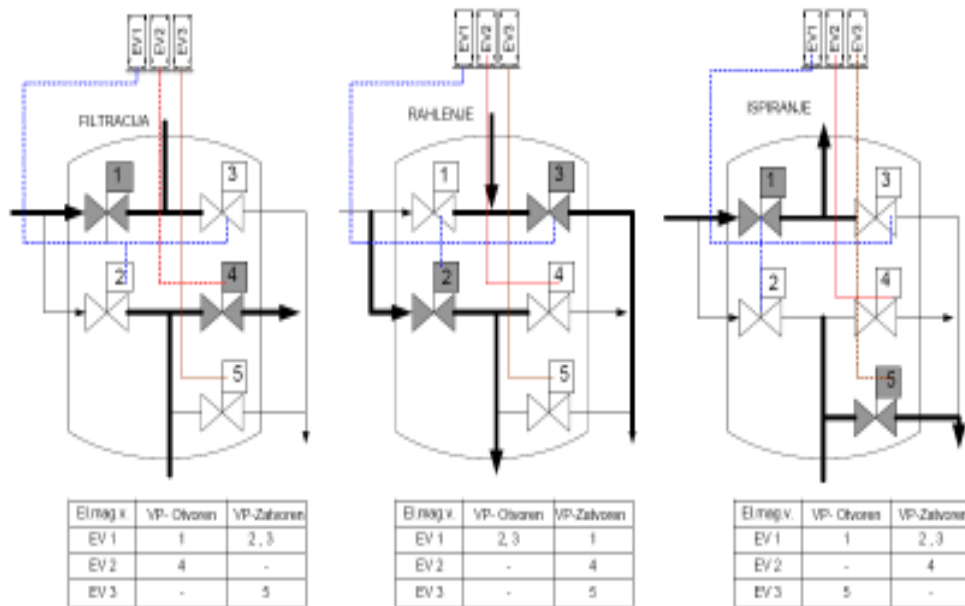 EV1 EV2 EV3
FILTRACIJA
1 3
2 4
5
El.mag.v. VP- Otvoren VP-Zatvoren
EV 1 1 2 , 3
EV 2 4 -
EV 3 - 5
EV1 EV2 EV3
RAHLENJE
1 3
2 4
5
El.mag.v. VP- Otvoren VP-Zatvoren
EV 1 2, 3 1
EV 2 - 4
EV 3 - 5
EV1 EV2 EV3
ISPIRANJE
1 3
2 4
5
El.mag.v. VP- Otvoren VP-Zatvoren
EV 1 1 2, 3
EV 2 - 4
EV 3 5 -